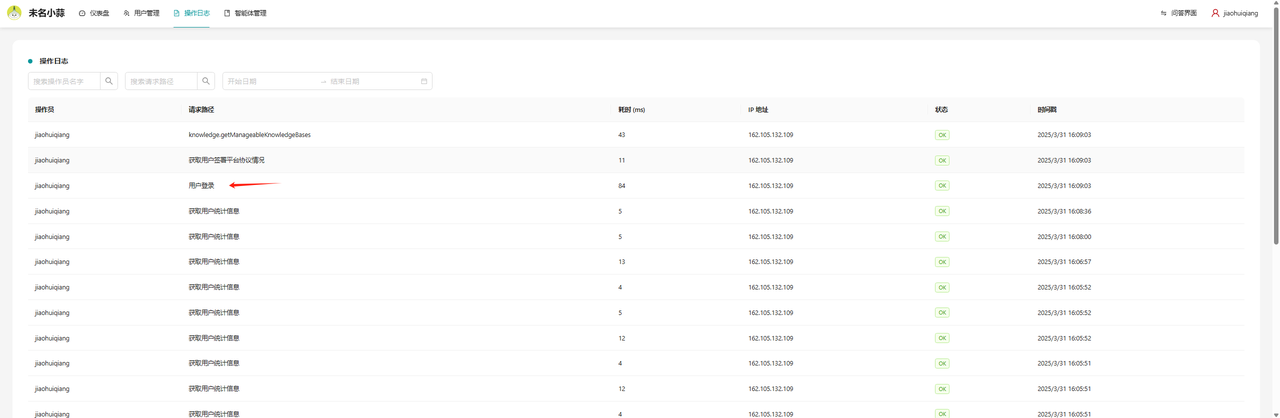 未名小蒜 仪表盘 用户管理 操作日志 智能体管理 问答界面 jiaohuiqiang
操作日志
搜索操作员名字 搜索请求路径 开始日期 结束日期
操作员 请求路径 耗时 (ms) IP 地址 状态 时间戳
jiaohuiqiang knowledge.getManageableKnowledgeBases 43 162.105.132.109 OK 2025/3/31 16:09:03
jiaohuiqiang 获取用户签署平台协议情况 11 162.105.132.109 OK 2025/3/31 16:09:03
jiaohuiqiang 用户登录 84 162.105.132.109 OK 2025/3/31 16:09:03
jiaohuiqiang 获取用户统计信息 5 162.105.132.109 OK 2025/3/31 16:08:36
jiaohuiqiang 获取用户统计信息 5 162.105.132.109 OK 2025/3/31 16:08:00
jiaohuiqiang 获取用户统计信息 13 162.105.132.109 OK 2025/3/31 16:06:57
jiaohuiqiang 获取用户统计信息 4 162.105.132.109 OK 2025/3/31 16:05:52
jiaohuiqiang 获取用户统计信息 5 162.105.132.109 OK 2025/3/31 16:05:52
jiaohuiqiang 获取用户统计信息 12 162.105.132.109 OK 2025/3/31 16:05:52
jiaohuiqiang 获取用户统计信息 4 162.105.132.109 OK 2025/3/31 16:05:51
jiaohuiqiang 获取用户统计信息 12 162.105.132.109 OK 2025/3/31 16:05:51
jiaohuiqiang 获取用户统计信息 4 162.105.132.109 OK 2025/3/31 16:05:51